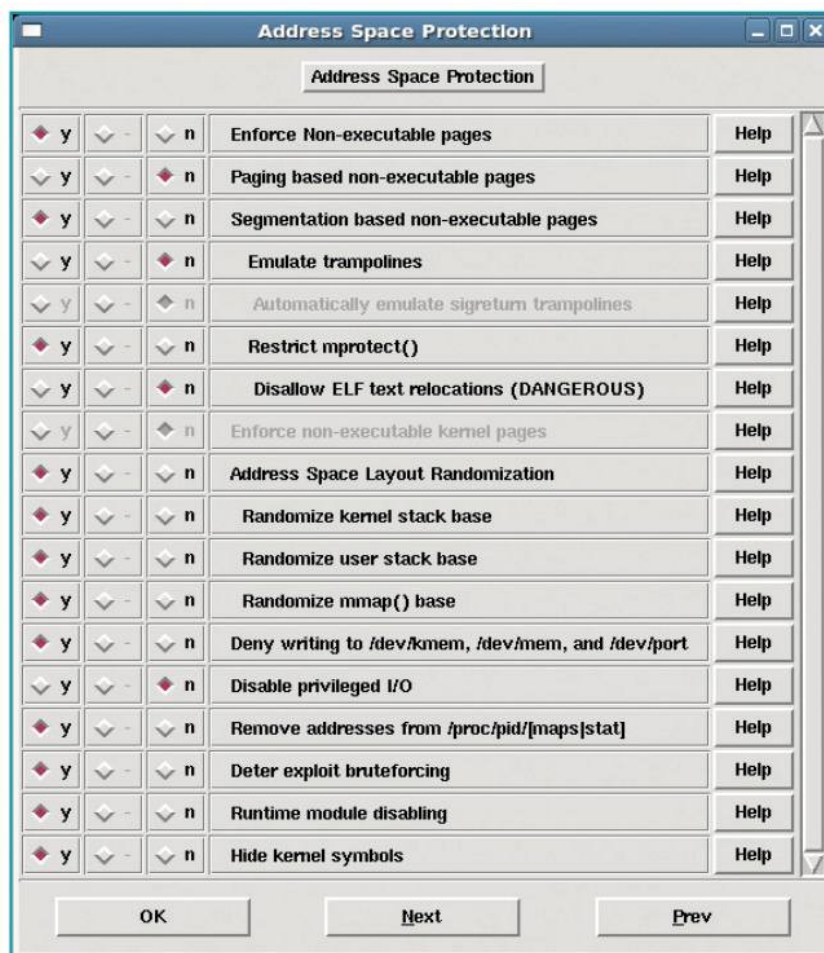 Address Space Protection
Address Space Protection
y - n Enforce Non-executable pages Help
y - n Paging based non-executable pages Help
y - n Segmentation based non-executable pages Help
y - n Emulate trampolines Help
y - n Automatically emulate sigreturn trampolines Help
y - n Restrict mprotect() Help
y - n Disallow ELF text relocations (DANGEROUS) Help
y - n Enforce non-executable kernel pages Help
y - n Address Space Layout Randomization Help
y - n Randomize kernel stack base Help
y - n Randomize user stack base Help
y - n Randomize mmap() base Help
y - n Deny writing to /dev/kmem, /dev/mem, and /dev/port Help
y - n Disable privileged I/O Help
y - n Remove addresses from /proc/pid/[maps|stat] Help
y - n Deter exploit bruteforcing Help
y - n Runtime module disabling Help
y - n Hide kernel symbols Help
OK Next Prev